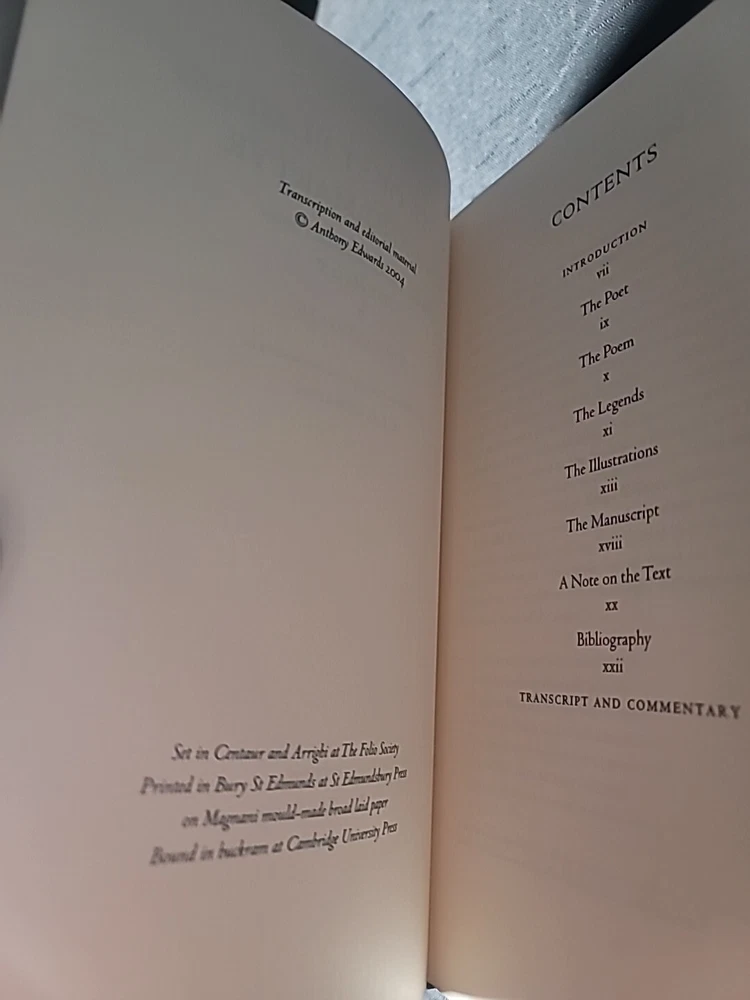 Transcription and editorial material
© Anthony Edwards 2004
Set in Centaur and Arrighi at The Folio Society
Printed in Bury St Edmunds at St Edmundsbury Press
on Magnani mould-made broad laid paper
Bound in buckram at Cambridge University Press
CONTENTS
INTRODUCTION
vii
The Poet
ix
The Poem
x
The Legends
xi
The Illustrations
xiii
The Manuscript
xviii
A Note on the Text
xx
Bibliography
xxii
TRANSCRIPT AND COMMENTARY